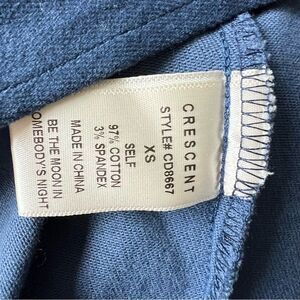 CRESCENT
STYLE# CD8667
XS
SELF
97% COTTON
3% SPANDEX
MADE IN CHINA
BE THE MOON IN
SOMEBODY'S NIGHT